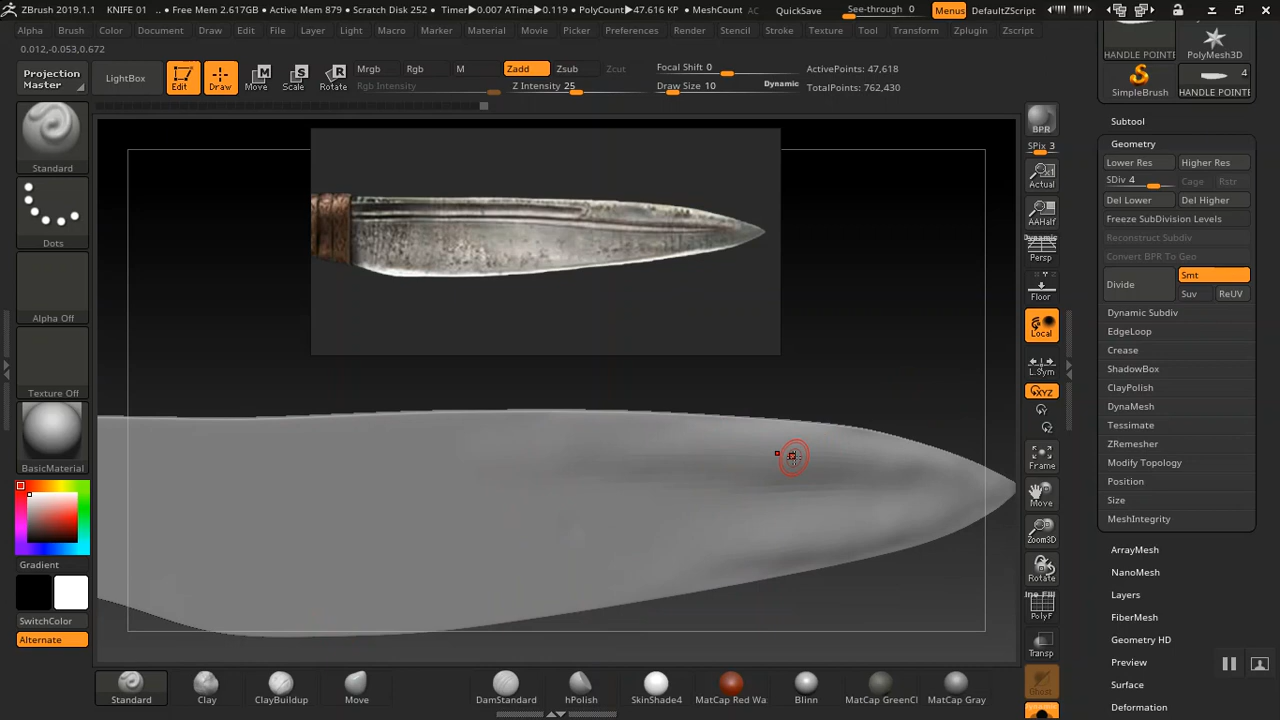 ZBrush 2019.1.1 KNIFE 01 • Free Mem 2.617GB • Active Mem 879 • Scratch Disk 252 • Timer▶0.007 ATime▶0.119 • PolyCount▶47.616 KP • MeshCount AC QuickSave See-through 0 Menus DefaultZScript
Alpha Brush Color Document Draw Edit File Layer Light Macro Marker Material Movie Picker Preferences Render Stencil Stroke Texture Tool Transform Zplugin Zscript
0.012,-0.053,0.672
Projection Master LightBox Edit Draw Move Scale Rotate
Mrgb Rgb M Zadd Zsub Zcut Focal Shift 0 ActivePoints: 47,618
Rgb Intensity Z Intensity 25 Draw Size 10 Dynamic TotalPoints: 762,430
Standard
Dots
Alpha Off
Texture Off
BasicMaterial
Gradient
SwitchColor
Alternate
BPR
SPix 3
Actual
AAHalf
Dynamic
Persp
Floor
Local
L.Sym
XYZ
Y
Z
Frame
Move
Zoom3D
Rotate
Line Fill
PolyF
Transp
Ghost
Dynamic
HANDLE POINTE PolyMesh3D
4
SimpleBrush HANDLE POINTE
Subtool
Geometry
Lower Res Higher Res
SDiv 4 Cage Rstr
Del Lower Del Higher
Freeze SubDivision Levels
Reconstruct Subdiv
Convert BPR To Geo
Divide Smt
Suv ReUV
Dynamic Subdiv
EdgeLoop
Crease
ShadowBox
ClayPolish
DynaMesh
Tessimate
ZRemesher
Modify Topology
Position
Size
MeshIntegrity
ArrayMesh
NanoMesh
Layers
FiberMesh
Geometry HD
Preview
Surface
Deformation
Standard Clay ClayBuildup Move DamStandard hPolish SkinShade4 MatCap Red Wa Blinn MatCap GreenCl MatCap Gray